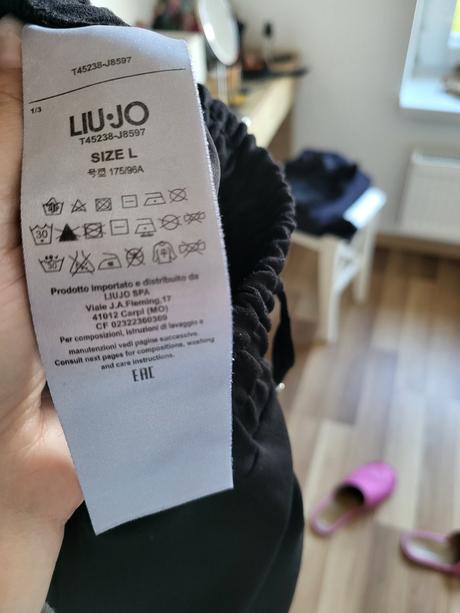 T45238-J8597
1/3
LIU·JO
T45238-J8597
SIZE L
号型 175/96A
Prodotto importato e distribuito da
LIUJO SPA
Viale J.A.Fleming,17
41012 Carpi (MO)
CF 02322360369
Per composizioni, istruzioni di lavaggio e
manutenzioni vedi pagine successive.
Consult next pages for compositions, washing
and care instructions.
EAC